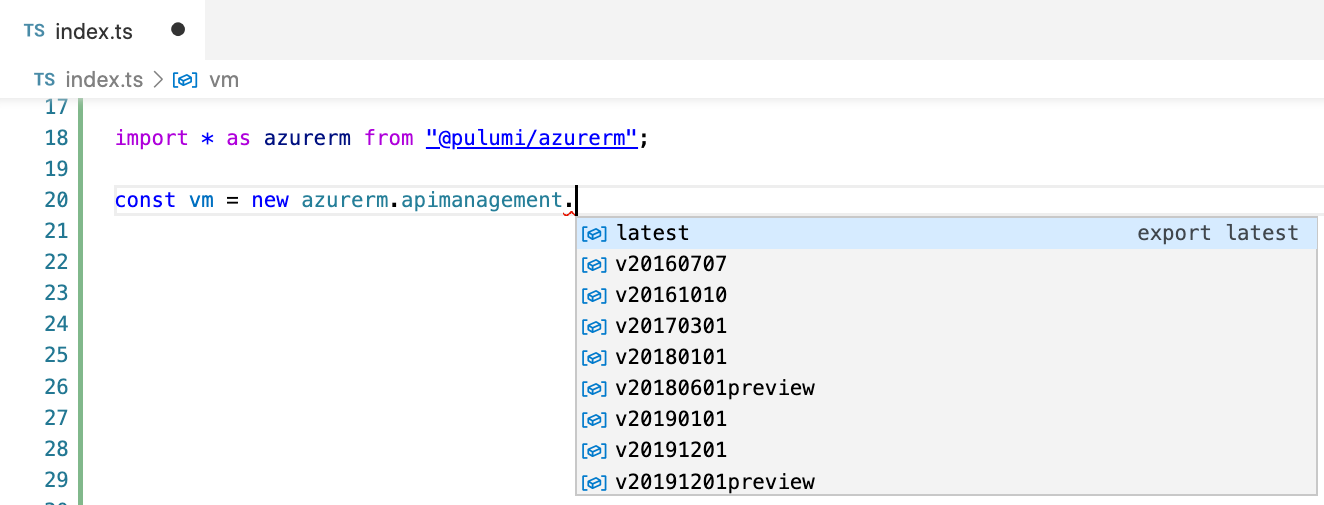 TS index.ts ●
TS index.ts > vm
17
18 import * as azurerm from "@pulumi/azurerm";
19
20 const vm = new azurerm.apimanagement.
21 latest export latest
22 v20160707
23 v20161010
24 v20170301
25 v20180101
26 v20180601preview
27 v20190101
28 v20191201
29 v20191201preview